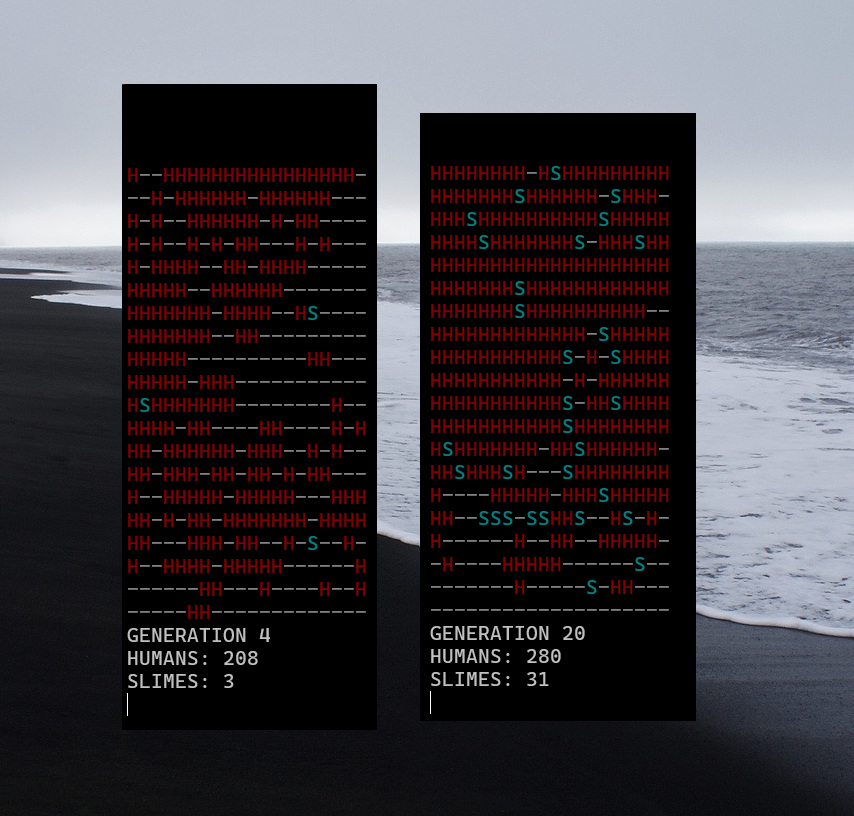 H--HHHHHHHHHHHHHHHH-
--H-HHHHHH-HHHHHH---
H-H--HHHHHH-H-HH----
H-H--H-H-HH---H-H---
H-HHHH--HH-HHHH-----
HHHHH--HHHHHH-------
HHHHHHH-HHHH--HS----
HHHHHHH--HH---------
HHHHH----------HH---
HHHHH-HHH-----------
HSHHHHHHH--------H--
HHHH-HH----HH----H-H
HH-HHHHHH-HHH--H-H--
HH-HHH-HH-HH-H-HH---
H--HHHHH-HHHHH---HHH
HH-H-HH-HHHHHHH-HHHH
HH---HHH-HH--H-S--H-
H--HHHH-HHHHH------H
------HH---H----H--H
-----HH-------------
GENERATION 4
HUMANS: 208
SLIMES: 3
HHHHHHHH-HSHHHHHHHHH
HHHHHHHSHHHHHH-SHHH-
HHHSHHHHHHHHHHSHHHHH
HHHHSHHHHHHHS-HHHSHH
HHHHHHHHHHHHHHHHHHHH
HHHHHHHSHHHHHHHHHHHH
HHHHHHHSHHHHHHHHHH--
HHHHHHHHHHHHH-SHHHHH
HHHHHHHHHHHS-H-SHHHH
HHHHHHHHHHH-H-HHHHHH
HHHHHHHHHHHS-HHSHHHH
HHHHHHHHHHHSHHHHHHHH
HSHHHHHHH-HHSHHHHHH-
HHSHHHSH---SHHHHHHHH
H----HHHHH-HHHSHHHHH
HH--SSS-SSHHS--HS-H-
H------H--HH--HHHHH-
-H----HHHHH------S--
-------H-----S-HH---
--------------------
GENERATION 20
HUMANS: 280
SLIMES: 31